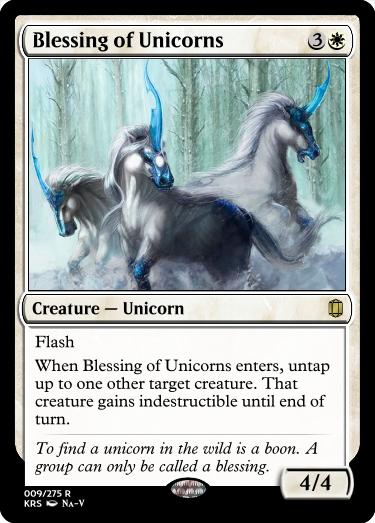 Blessing of Unicorns 3
Creature — Unicorn
Flash
When Blessing of Unicorns enters, untap
up to one other target creature. That
creature gains indestructible until end of
turn.
To find a unicorn in the wild is a boon. A
group can only be called a blessing.
4/4
009/275 R
KRS Na-V